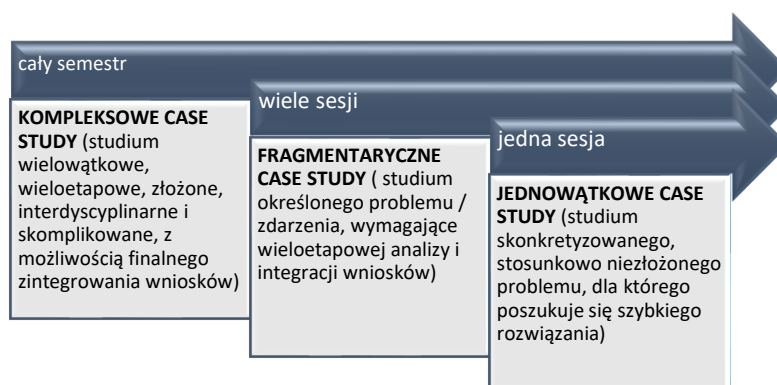 cały semestr
KOMPLEKSOWE CASE
STUDY (studium
wielowątkowe,
wieloetapowe, złożone,
interdyscyplinarne i
skomplikowane, z
możliwością finalnego
zintegrowania wniosków)
wiele sesji
FRAGMENTARYCZNE
CASE STUDY ( studium
określonego problemu /
zdarzenia, wymagające
wieloetapowej analizy i
integracji wniosków)
jedna sesja
JEDNOWĄTKOWE CASE
STUDY (studium
skonkretyzowanego,
stosunkowo niezłożonego
problemu, dla którego
poszukuje się szybkiego
rozwiązania)